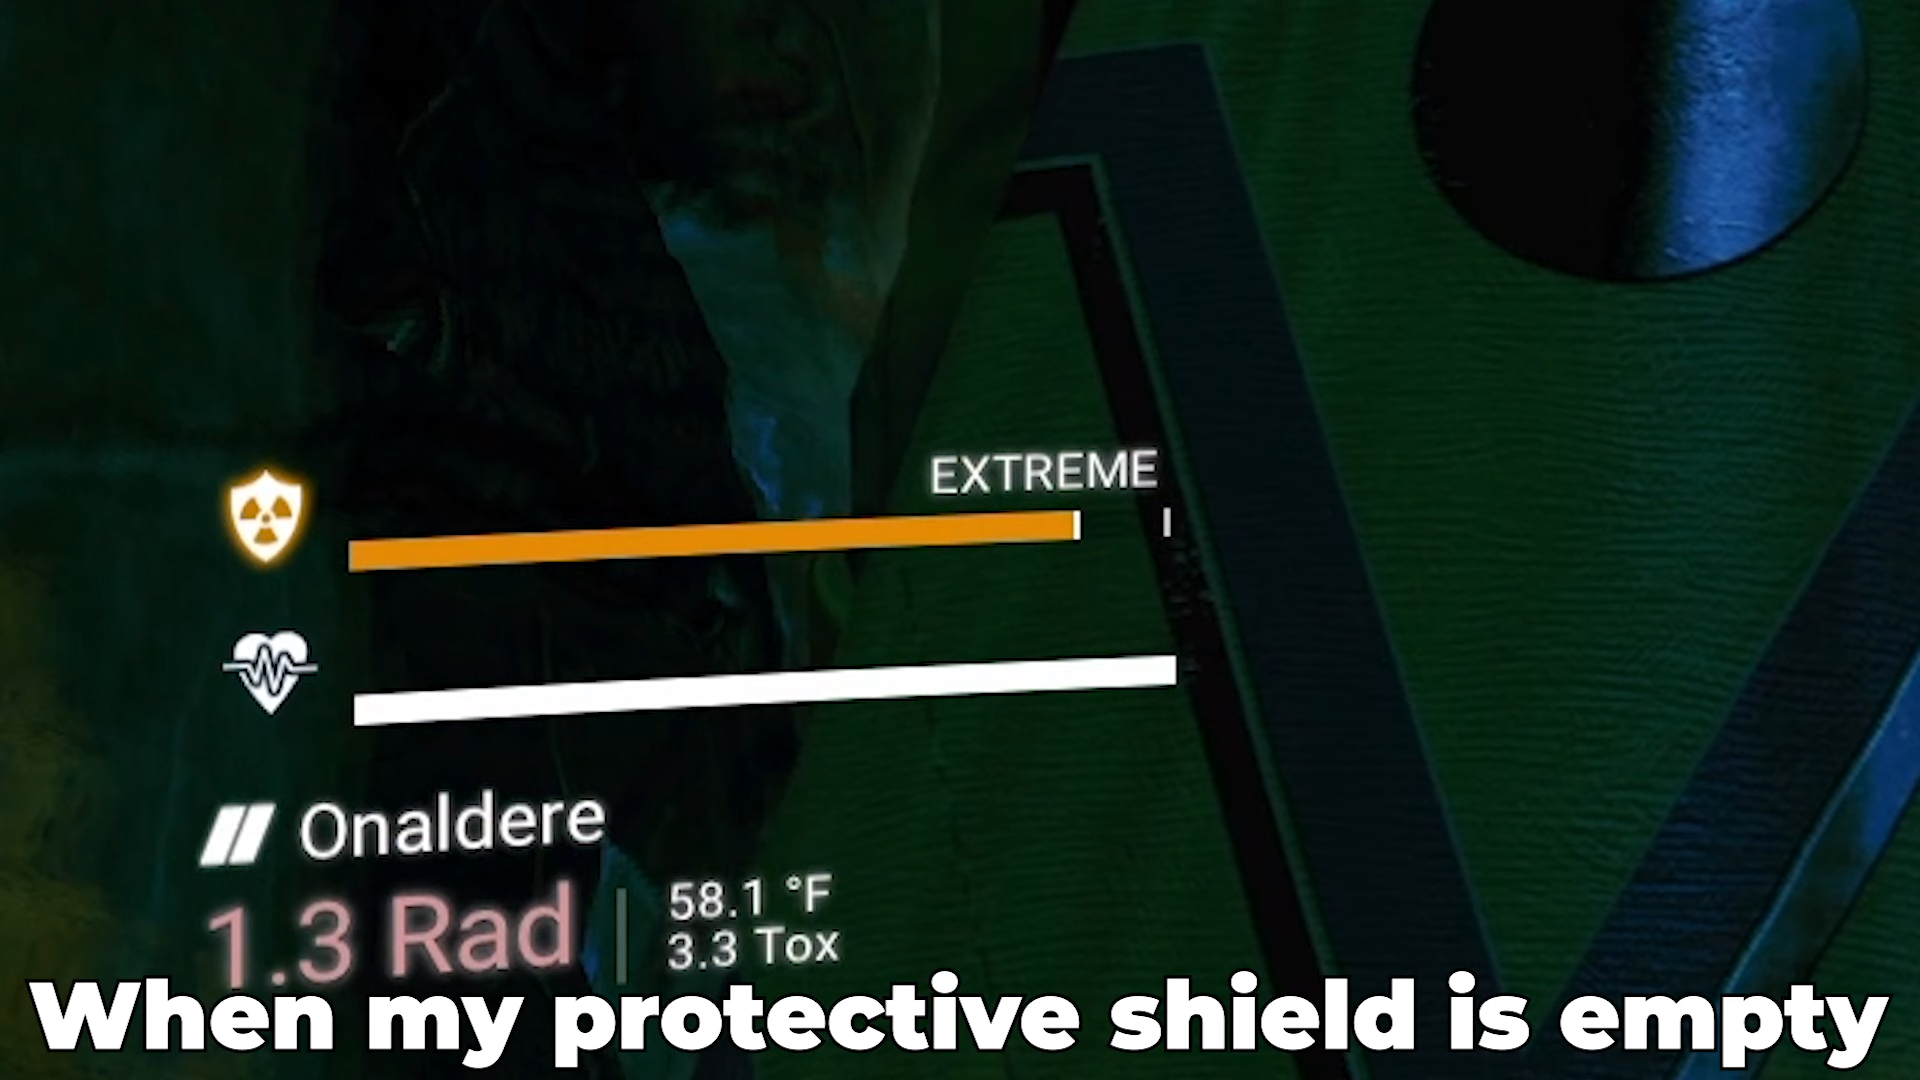 EXTREME
Onaldere
1.3 Rad
58.1 °F
3.3 Tox
When my protective shield is empty